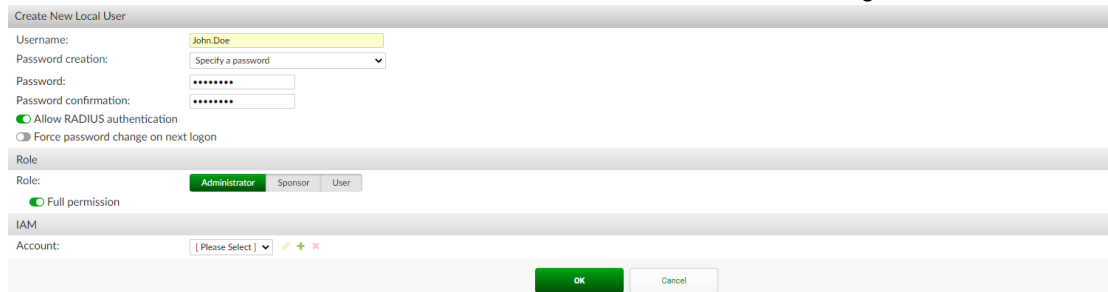 Create New Local User
Username: John.Doe
Password creation: Specify a password
Password: ••••••••
Password confirmation: ••••••••
Allow RADIUS authentication
Force password change on next logon
Role
Role: Administrator Sponsor User
Full permission
IAM
Account: [ Please Select ]
OK Cancel